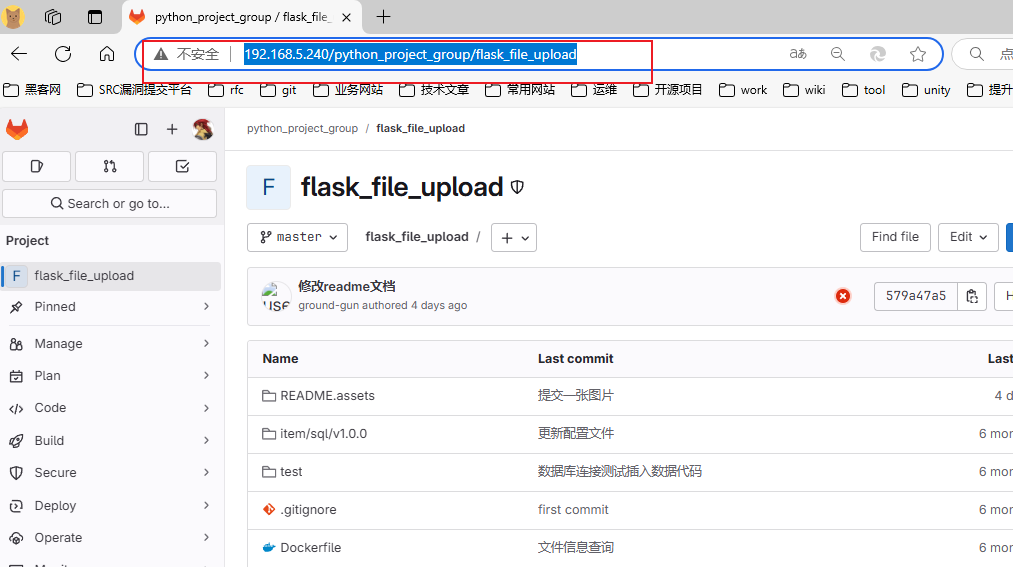 python_project_group / flask_file_
不安全
192.168.5.240/python_project_group/flask_file_upload
aあ
点
黑客网
SRC漏洞提交平台
rfc
git
业务网站
技术文章
常用网站
运维
开源项目
work
wiki
tool
unity
提升
python_project_group / flask_file_upload
Search or go to...
F flask_file_upload
master
flask_file_upload /
Find file
Edit
Project
F flask_file_upload
Pinned
修改readme文档
ground-gun authored 4 days ago
579a47a5
H
Manage
Plan
Code
Build
Secure
Deploy
Operate
Name
Last commit
Last
README.assets
提交一张图片
4 d
item/sql/v1.0.0
更新配置文件
6 mon
test
数据库连接测试插入数据代码
6 mon
.gitignore
first commit
6 mon
Dockerfile
文件信息查询
6 mon